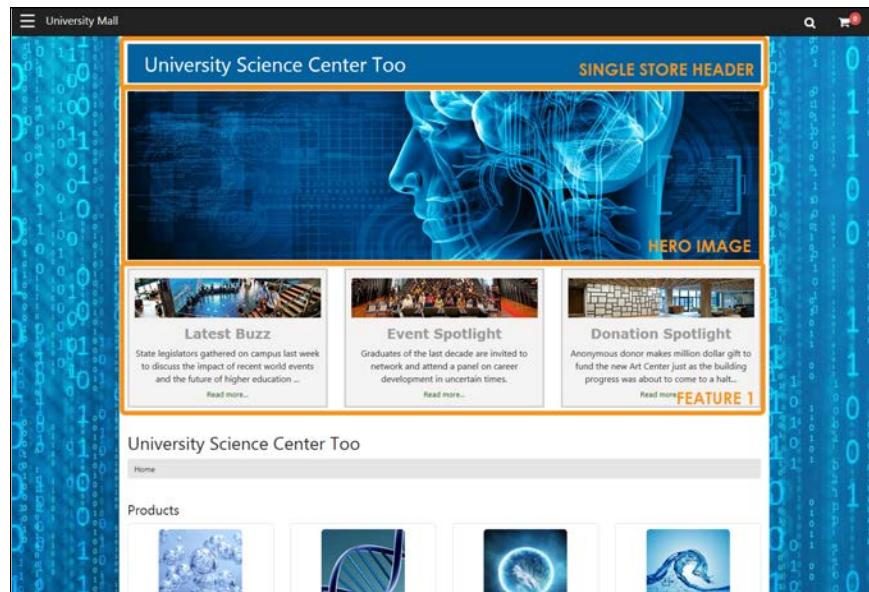 University Mall
0
University Science Center Too
SINGLE STORE HEADER
HERO IMAGE
Latest Buzz
State legislators gathered on campus last week
to discuss the impact of recent world events
and the future of higher education ...
Read more...
Event Spotlight
Graduates of the last decade are invited to
network and attend a panel on career
development in uncertain times.
Read more...
Donation Spotlight
Anonymous donor makes million dollar gift to
fund the new Art Center just as the building
progress was about to come to a halt...
Read more
FEATURE 1
University Science Center Too
Home
Products